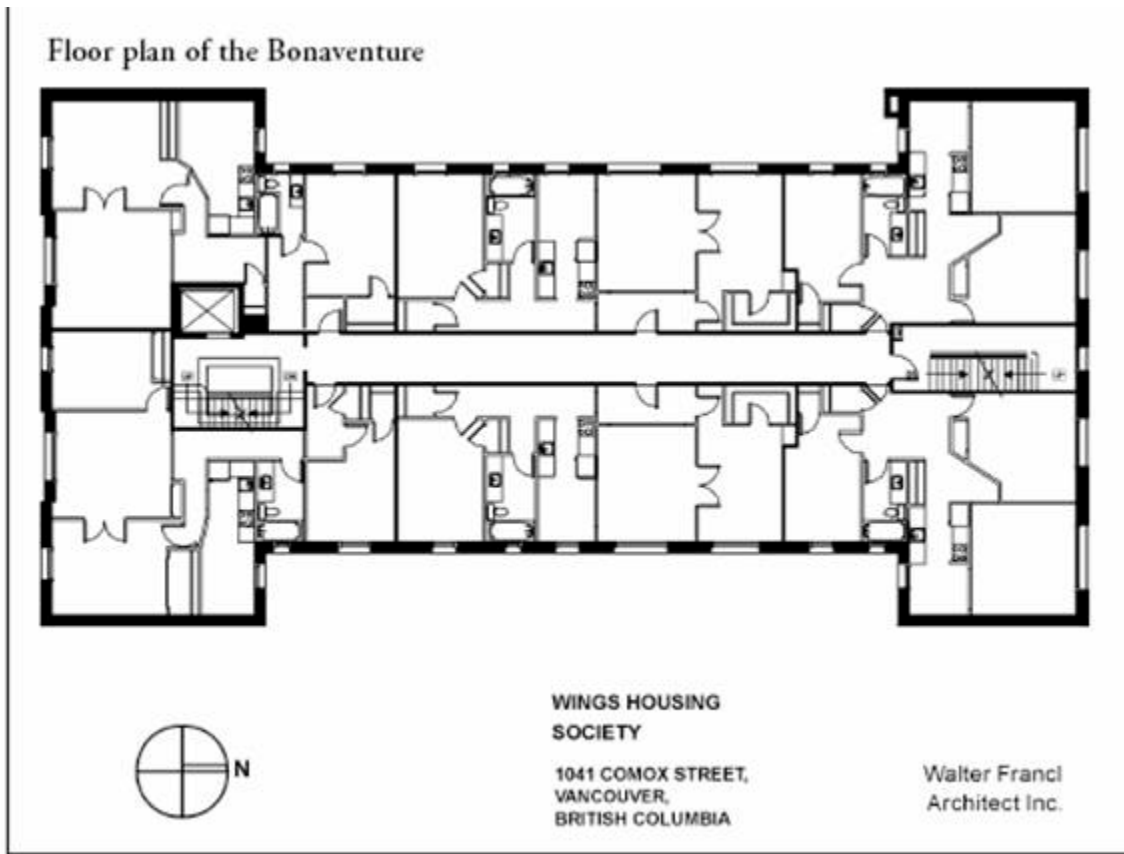 Floor plan of the Bonaventure
N
WINGS HOUSING
SOCIETY
1041 COMOX STREET,
VANCOUVER,
BRITISH COLUMBIA
Walter Francl
Architect Inc.